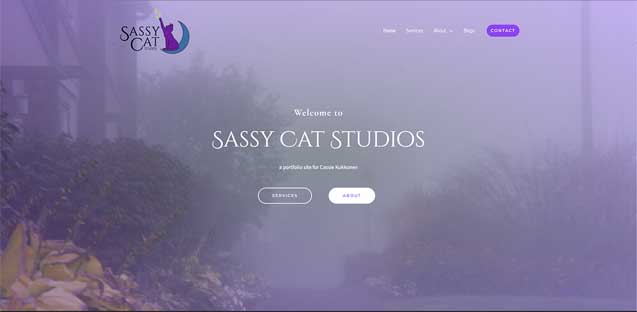 SASSY
CAT
STUDIOS
Home Services About Blogs CONTACT
Welcome to
SASSY CAT STUDIOS
a portfolio site for Cassie Kukkonen
SERVICES ABOUT